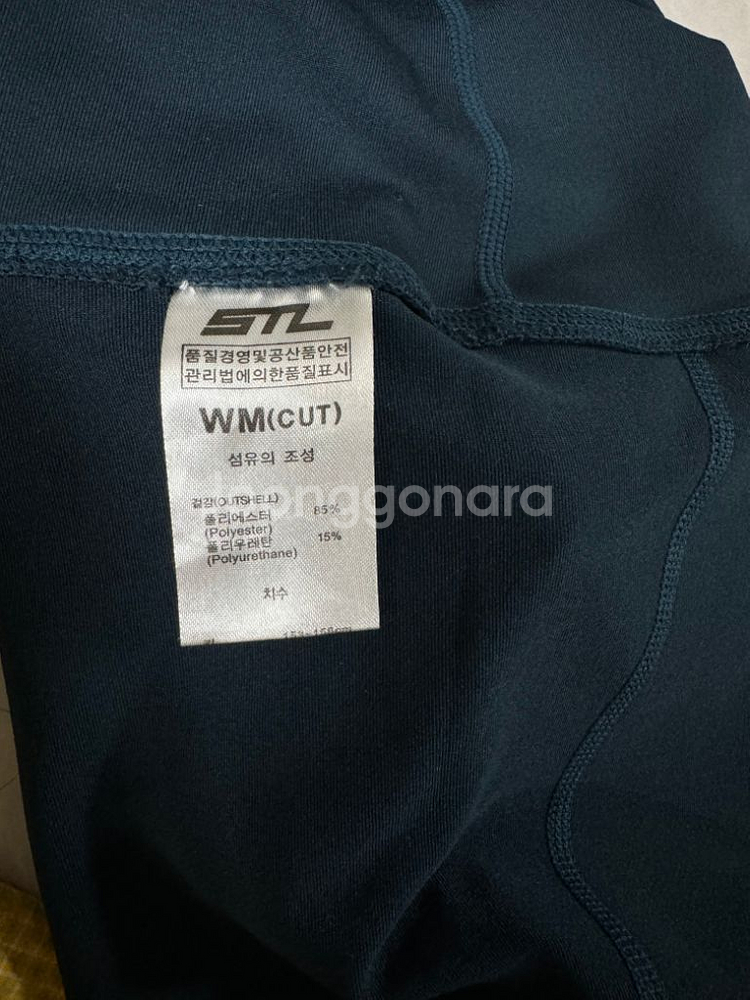 STL
품질경영및공산품안전
관리법에의한품질표시
WM(CUT)
섬유의 조성
겉감(OUTSHELL)
폴리에스터 85%
(Polyester)
폴리우레탄 15%
(Polyurethane)
joonggonara
치수